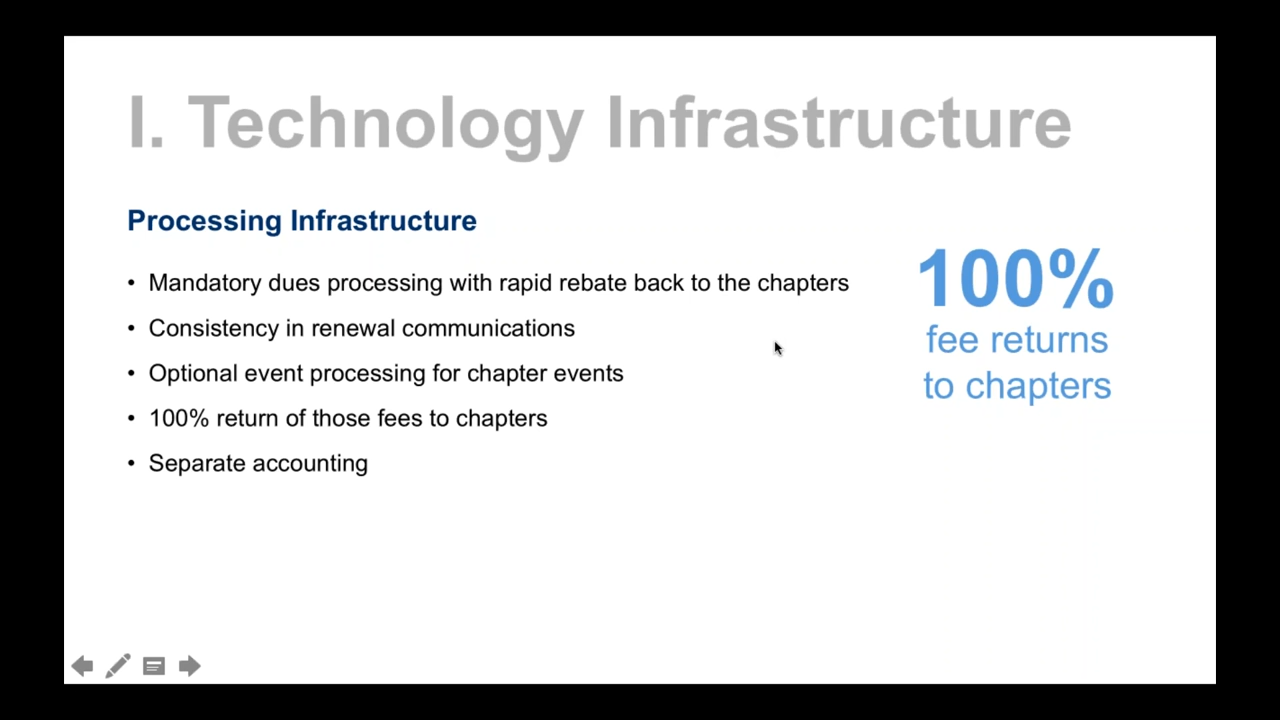 I. Technology Infrastructure
Processing Infrastructure
• Mandatory dues processing with rapid rebate back to the chapters
• Consistency in renewal communications
• Optional event processing for chapter events
• 100% return of those fees to chapters
• Separate accounting
100%
fee returns
to chapters